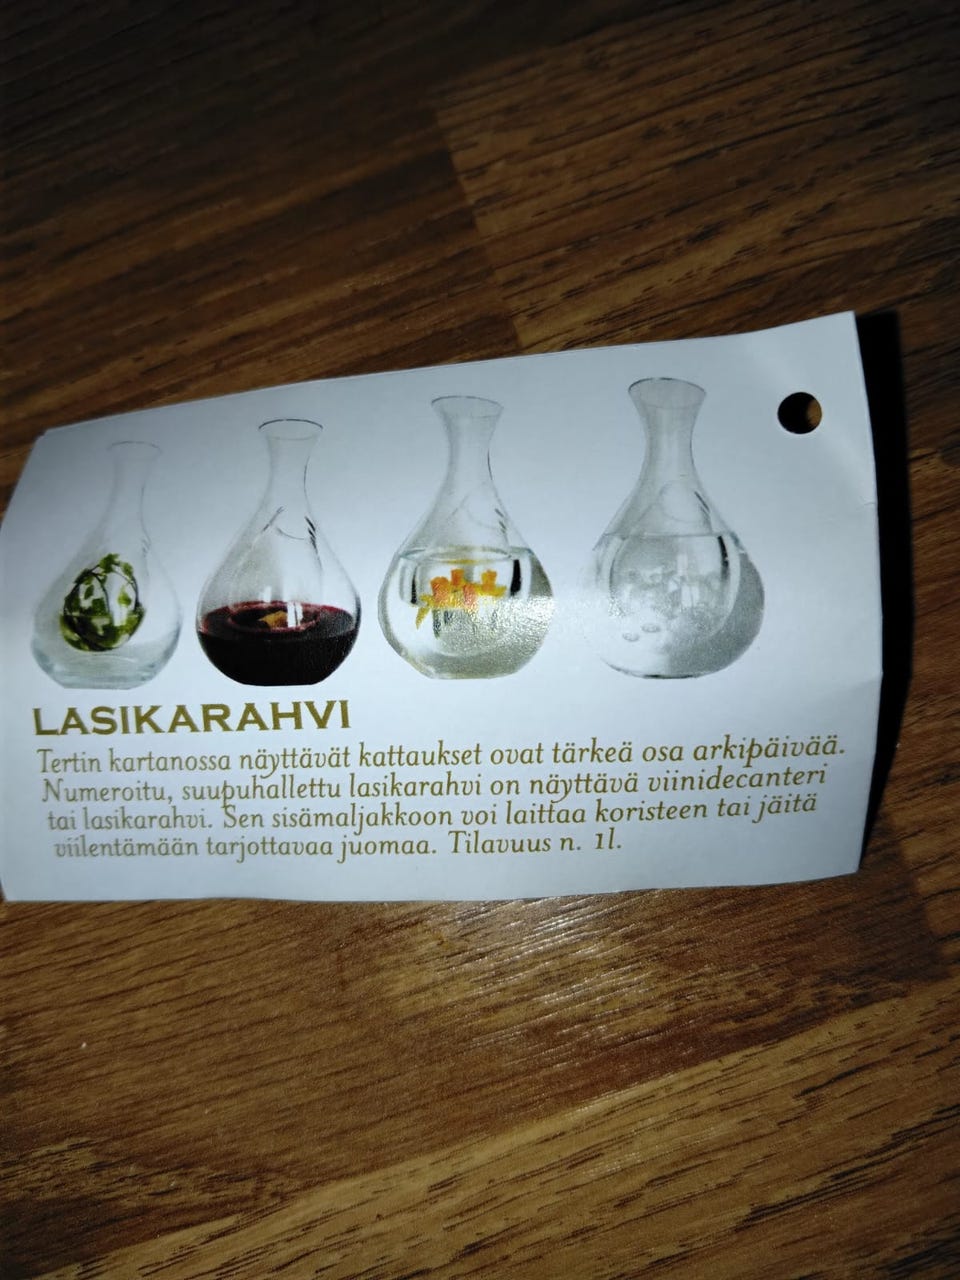 LASIKARAHVI
Tertin kartanossa näyttävät kattaukset ovat tärkeä osa arkipäivää.
Numeroitu, suupuhallettu lasikarahvi on näyttävä viinidecanteri
tai lasikarahvi. Sen sisämaljakkoon voi laittaa koristeen tai jäitä
viilentämään tarjottavaa juomaa. Tilavuus n. 1l.